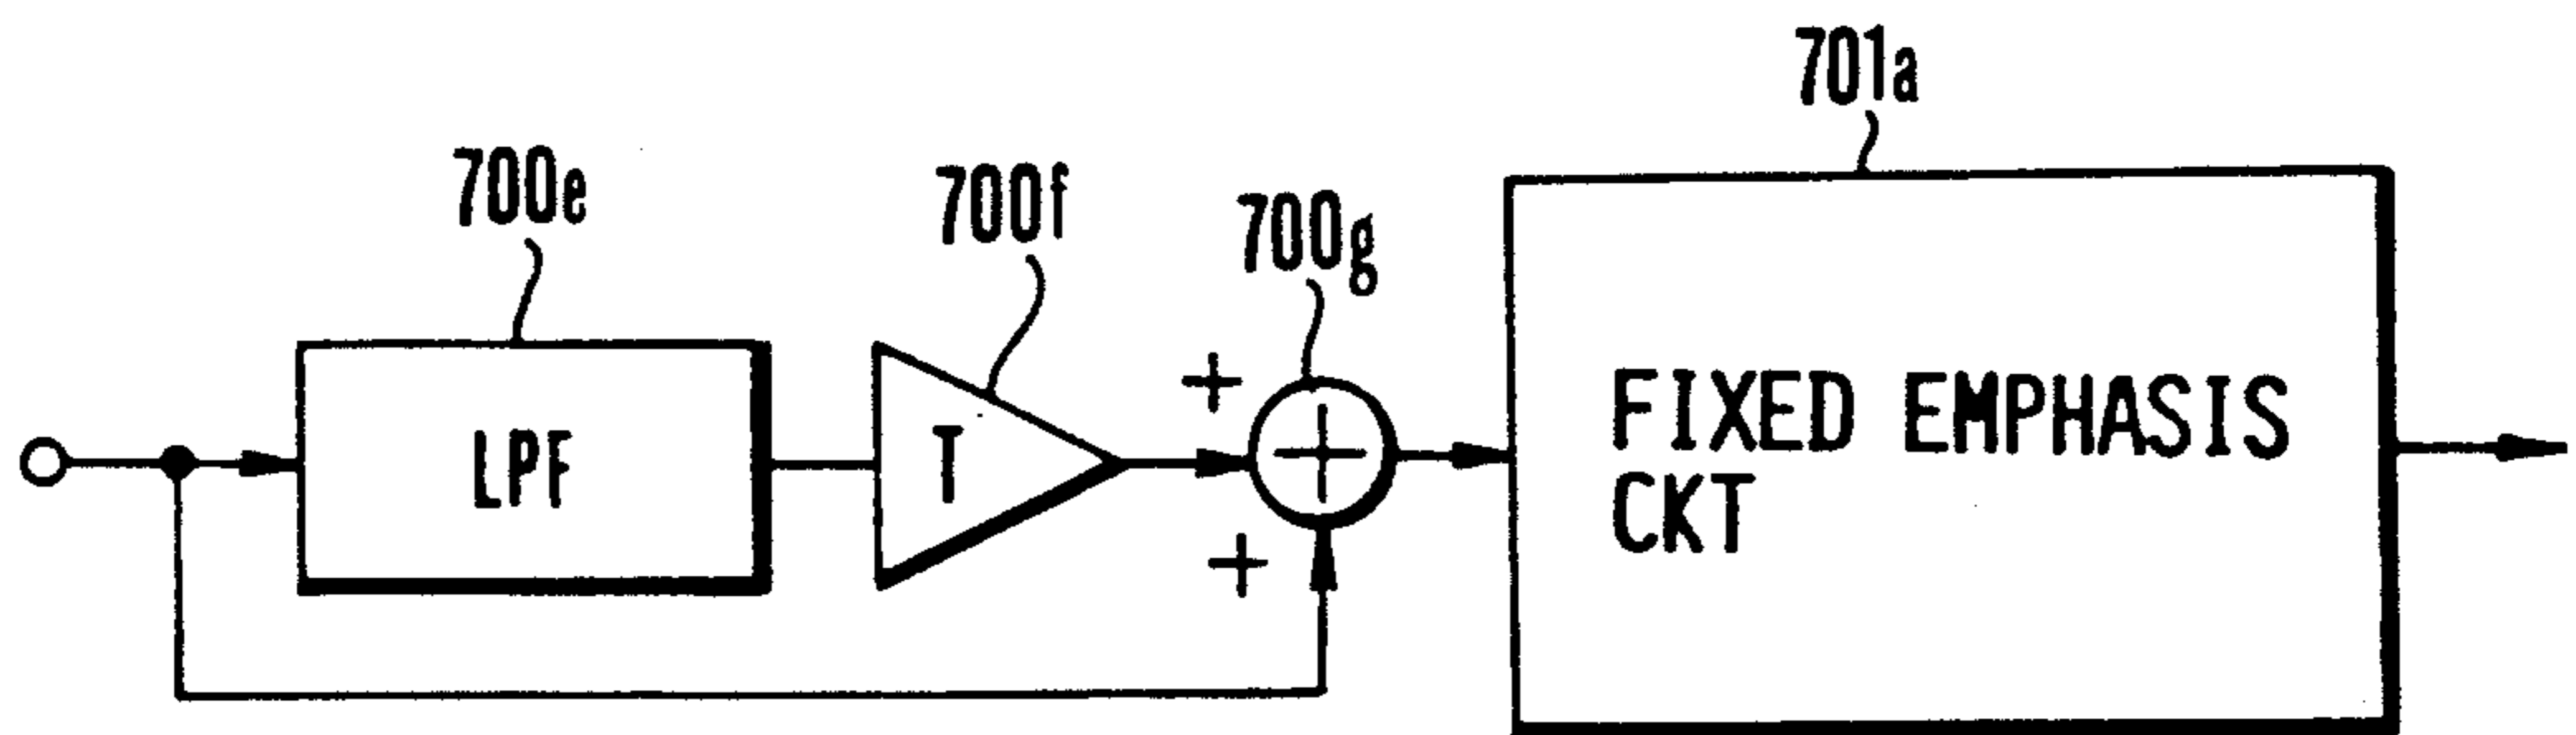 701a
700e
700f
700g
+
LPF
T
+
+
FIXED EMPHASIS
CKT